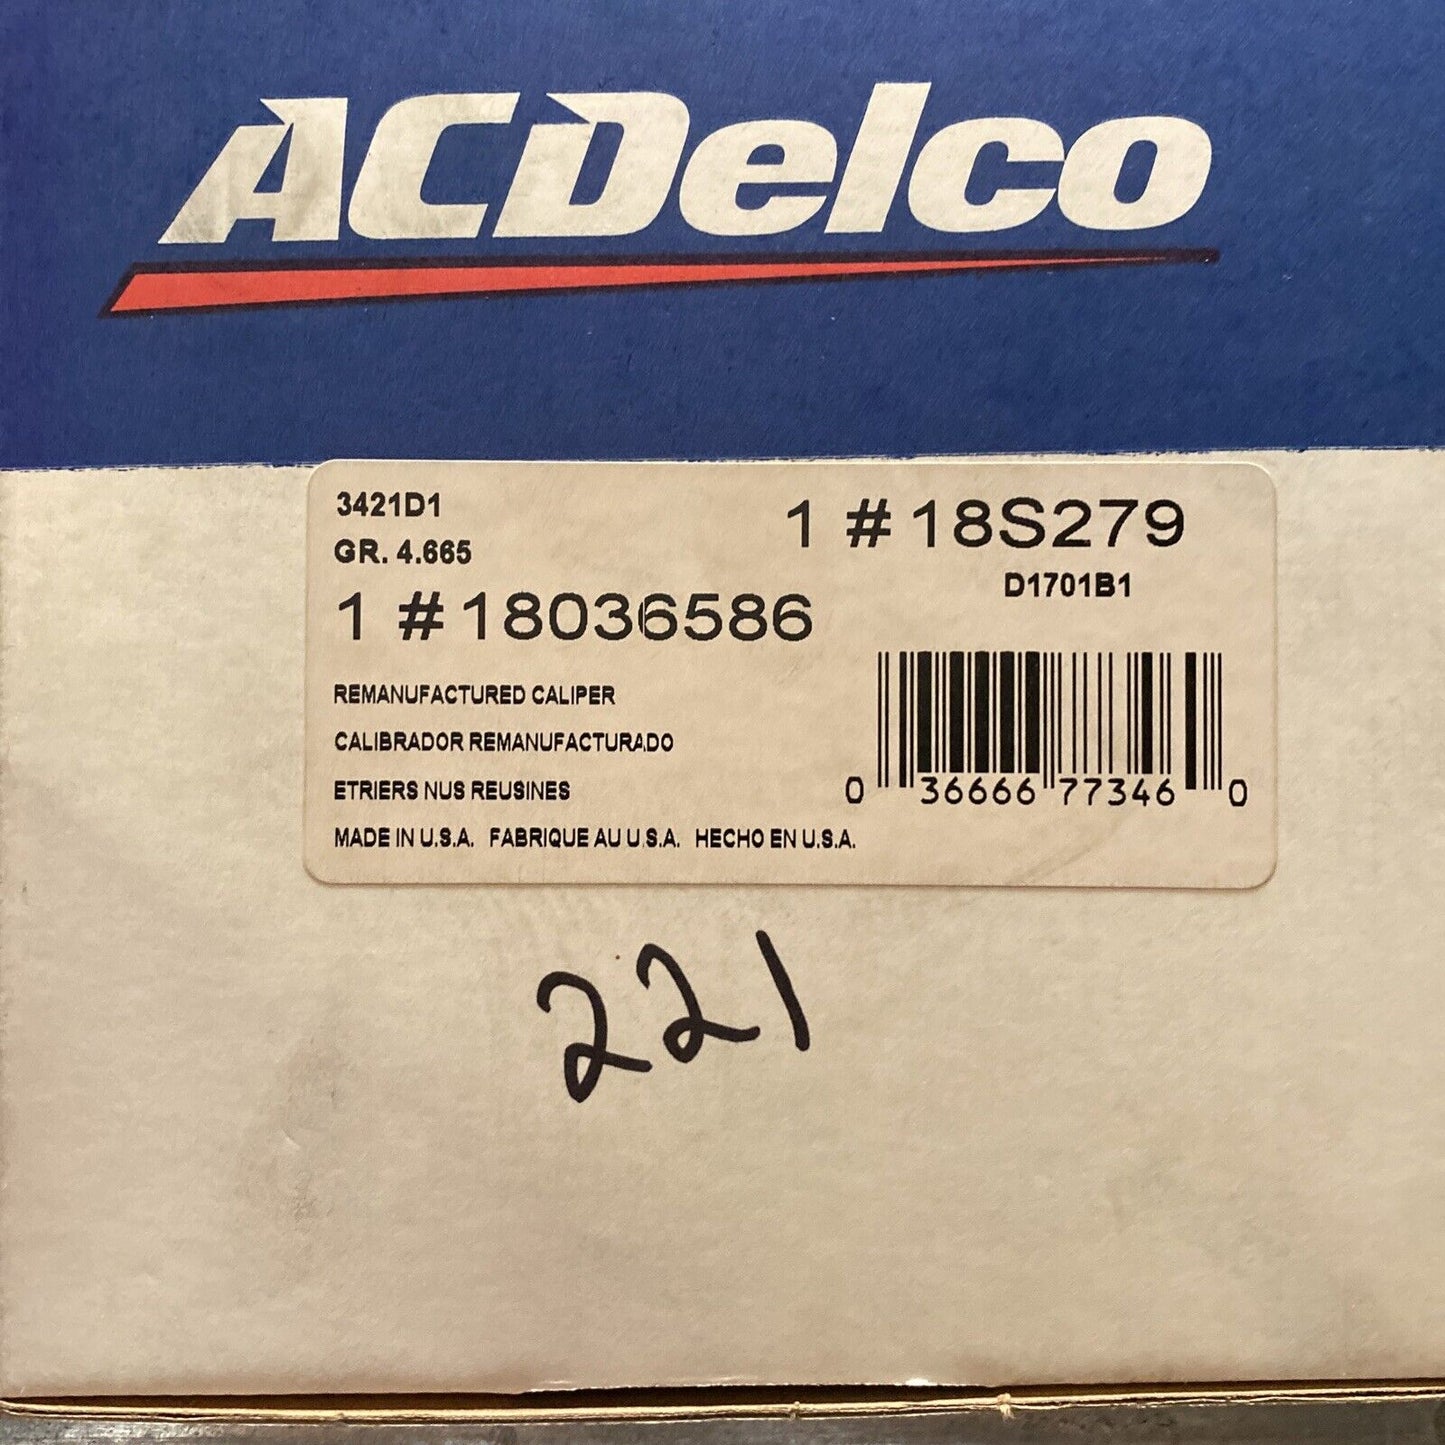 ACDelco
3421D1
GR. 4.665
1 #18S279
D1701B1
1 #18036586
REMANUFACTURED CALIPER
CALIBRADOR REMANUFACTURADO
ETRIERS NUS REUSINES
MADE IN U.S.A. FABRIQUE AU U.S.A. HECHO EN U.S.A.
0 36666 77346 0
221